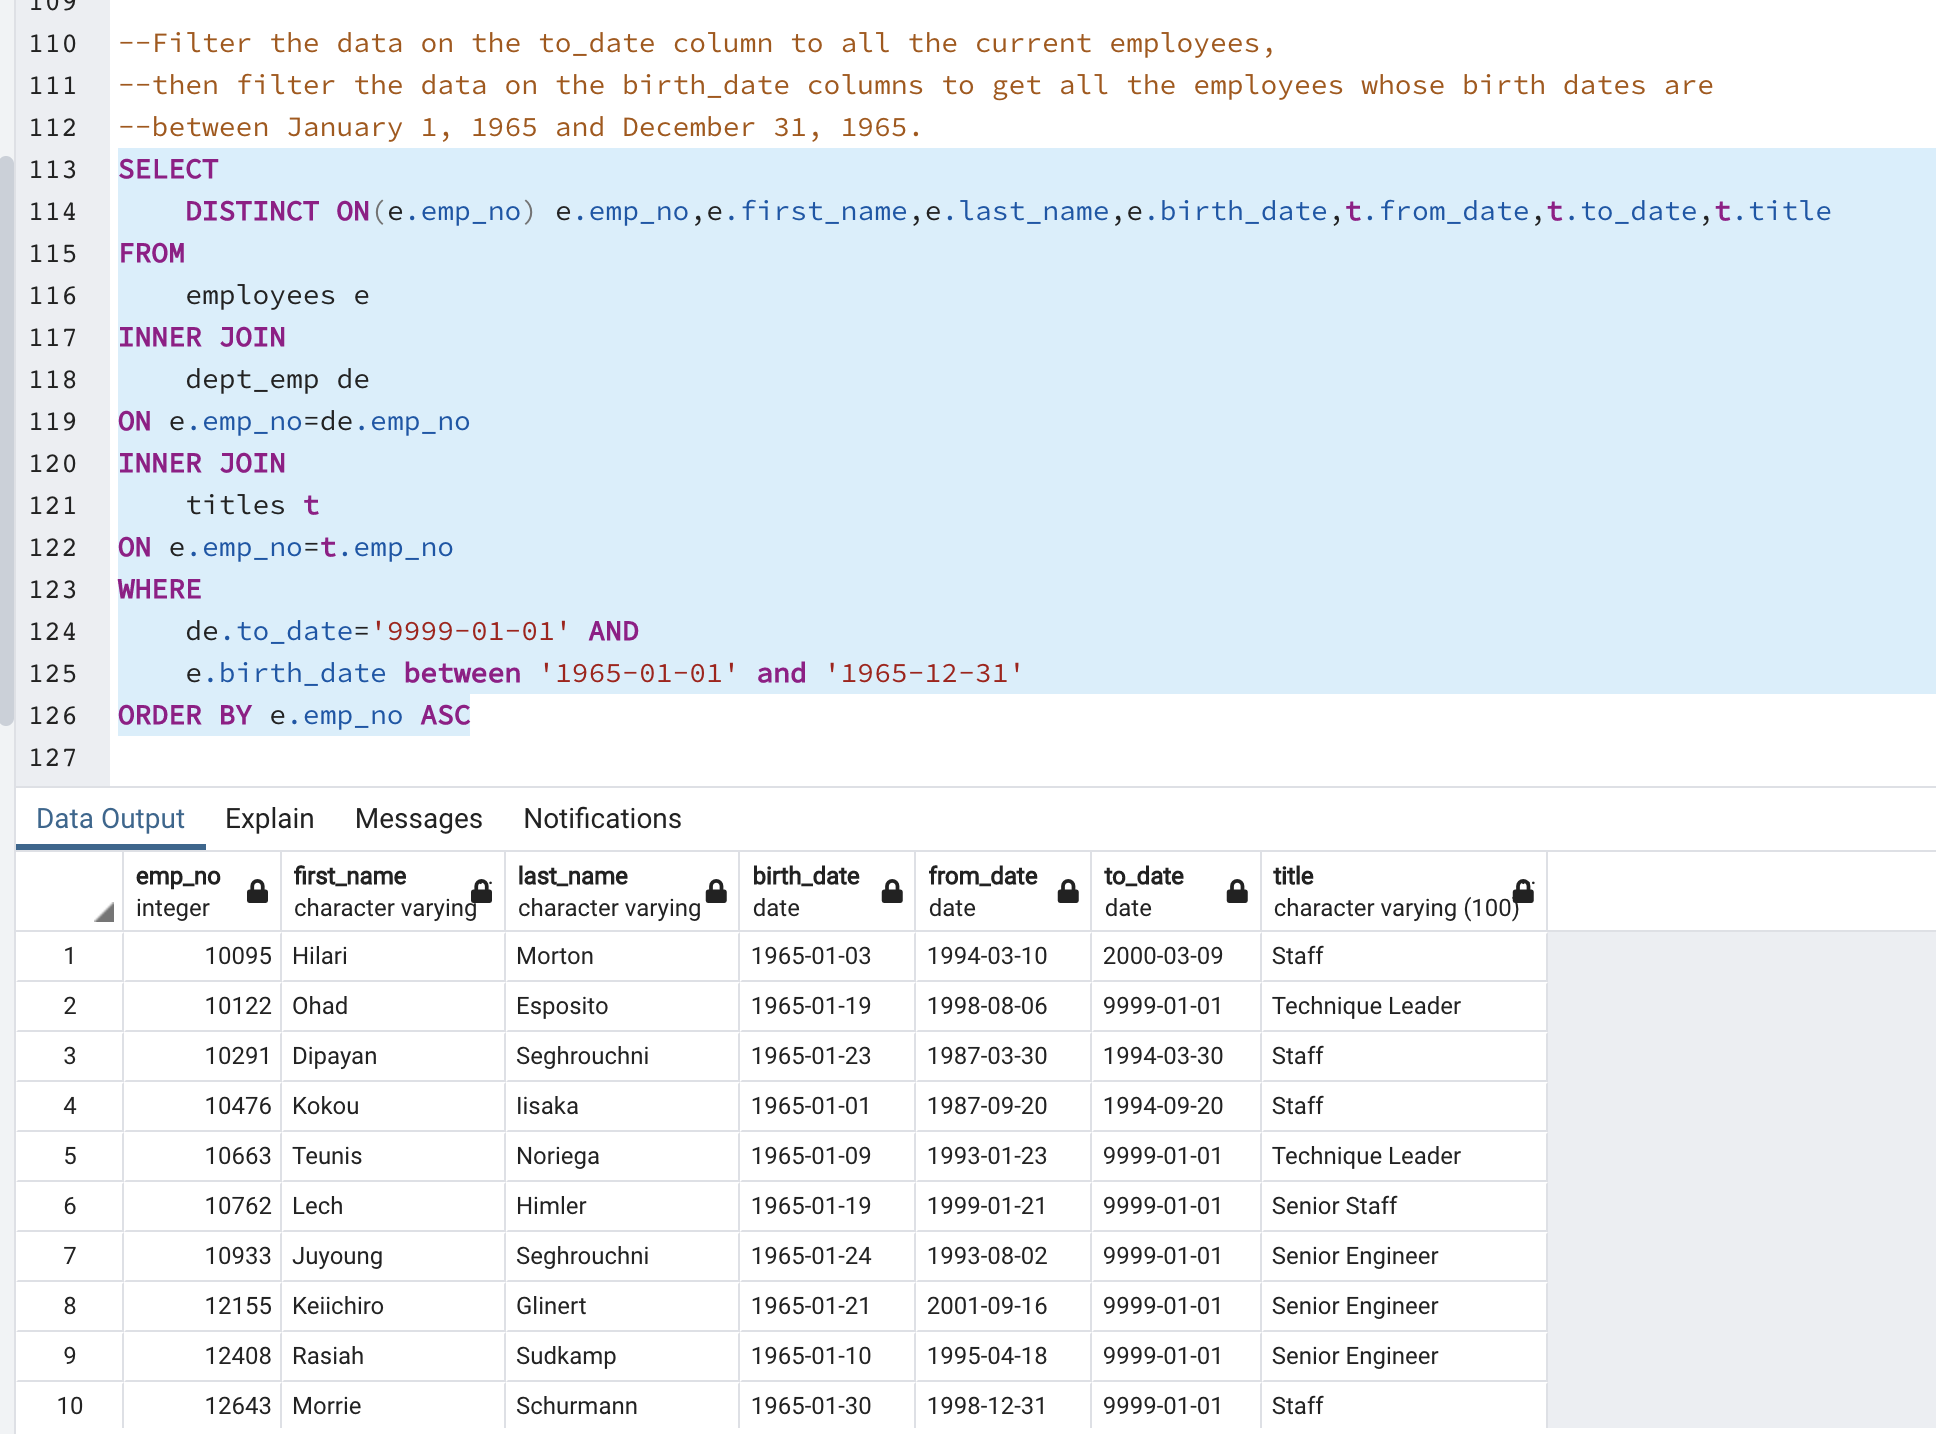 109
110 --Filter the data on the to_date column to all the current employees,
111 --then filter the data on the birth_date columns to get all the employees whose birth dates are
112 --between January 1, 1965 and December 31, 1965.
113 SELECT
114     DISTINCT ON(e.emp_no) e.emp_no,e.first_name,e.last_name,e.birth_date,t.from_date,t.to_date,t.title
115 FROM
116     employees e
117 INNER JOIN
118     dept_emp de
119 ON e.emp_no=de.emp_no
120 INNER JOIN
121     titles t
122 ON e.emp_no=t.emp_no
123 WHERE
124     de.to_date='9999-01-01' AND
125     e.birth_date between '1965-01-01' and '1965-12-31'
126 ORDER BY e.emp_no ASC
127
Data Output Explain Messages Notifications
emp_no first_name last_name birth_date from_date to_date title
integer character varying character varying date date date character varying (100)
1 10095 Hilari Morton 1965-01-03 1994-03-10 2000-03-09 Staff
2 10122 Ohad Esposito 1965-01-19 1998-08-06 9999-01-01 Technique Leader
3 10291 Dipayan Seghrouchni 1965-01-23 1987-03-30 1994-03-30 Staff
4 10476 Kokou Iisaka 1965-01-01 1987-09-20 1994-09-20 Staff
5 10663 Teunis Noriega 1965-01-09 1993-01-23 9999-01-01 Technique Leader
6 10762 Lech Himler 1965-01-19 1999-01-21 9999-01-01 Senior Staff
7 10933 Juyoung Seghrouchni 1965-01-24 1993-08-02 9999-01-01 Senior Engineer
8 12155 Keiichiro Glinert 1965-01-21 2001-09-16 9999-01-01 Senior Engineer
9 12408 Rasiah Sudkamp 1965-01-10 1995-04-18 9999-01-01 Senior Engineer
10 12643 Morrie Schurmann 1965-01-30 1998-12-31 9999-01-01 Staff